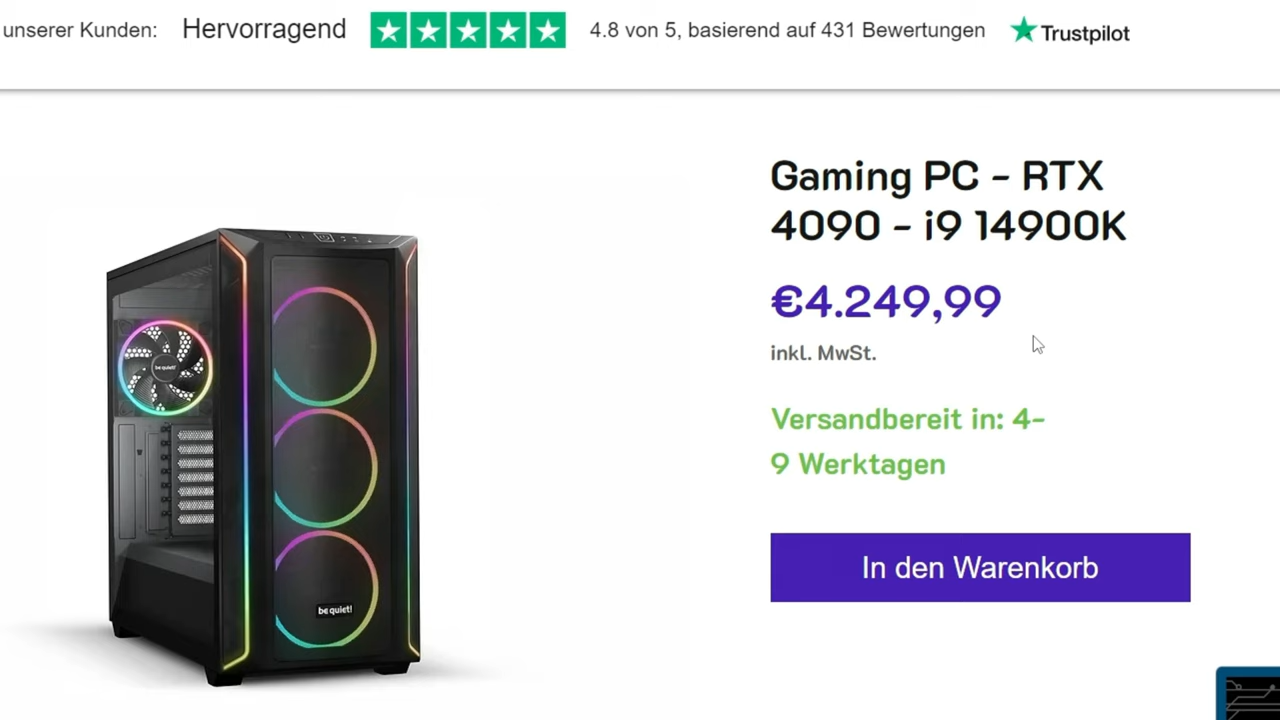 unserer Kunden: Hervorragend 4.8 von 5, basierend auf 431 Bewertungen Trustpilot
Gaming PC - RTX
4090 - i9 14900K
€4.249,99
inkl. MwSt.
Versandbereit in: 4-
9 Werktagen
In den Warenkorb
be quiet!
be quiet!